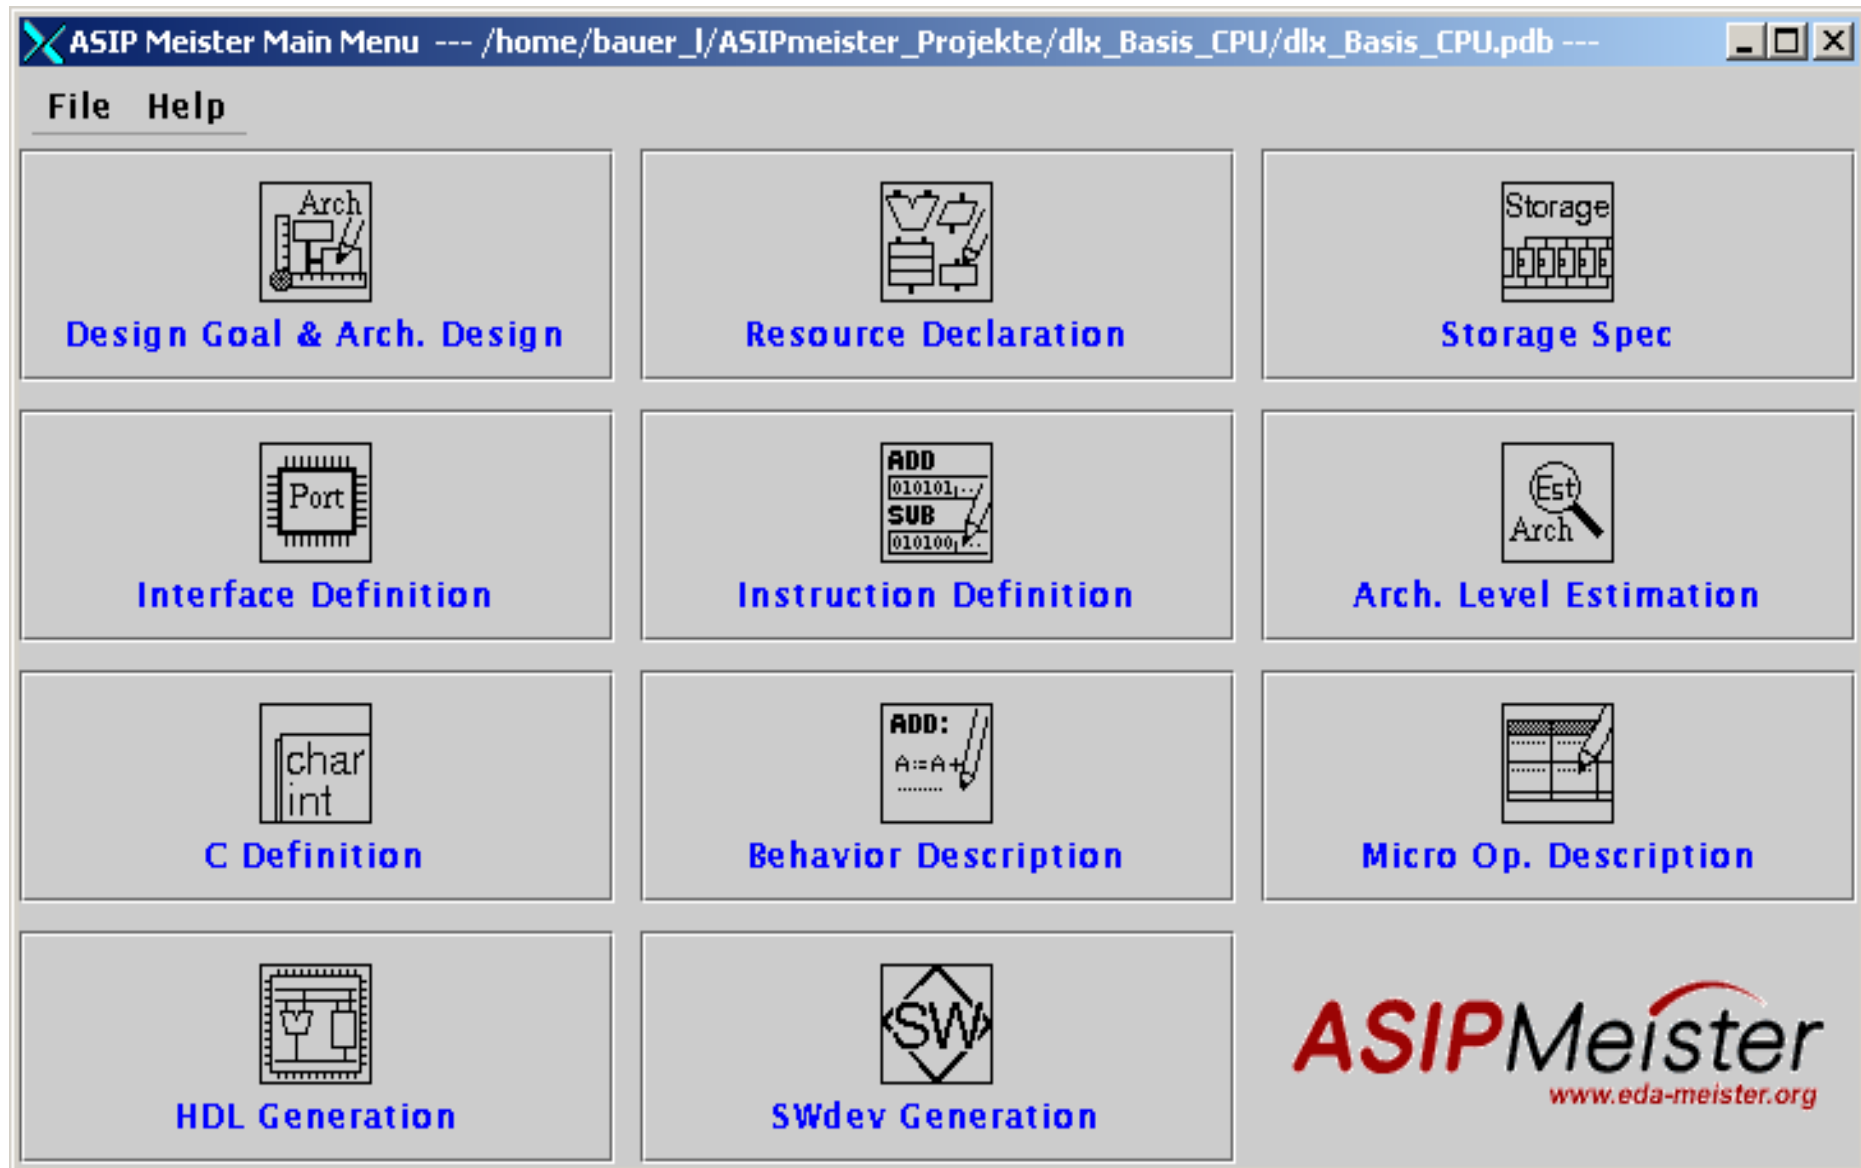 ASIP Meister Main Menu --- /home/bauer_l/ASIPmeister_Projekte/dlx_Basis_CPU/dlx_Basis_CPU.pdb ---
File Help
Arch
Design Goal & Arch. Design
Resource Declaration
Storage
Storage Spec
Port
Interface Definition
ADD
010101
SUB
010100
Instruction Definition
Est
Arch
Arch. Level Estimation
char
int
C Definition
ADD:
A:=A+
Behavior Description
Micro Op. Description
HDL Generation
SW
SWdev Generation
ASIPMeister
www.eda-meister.org